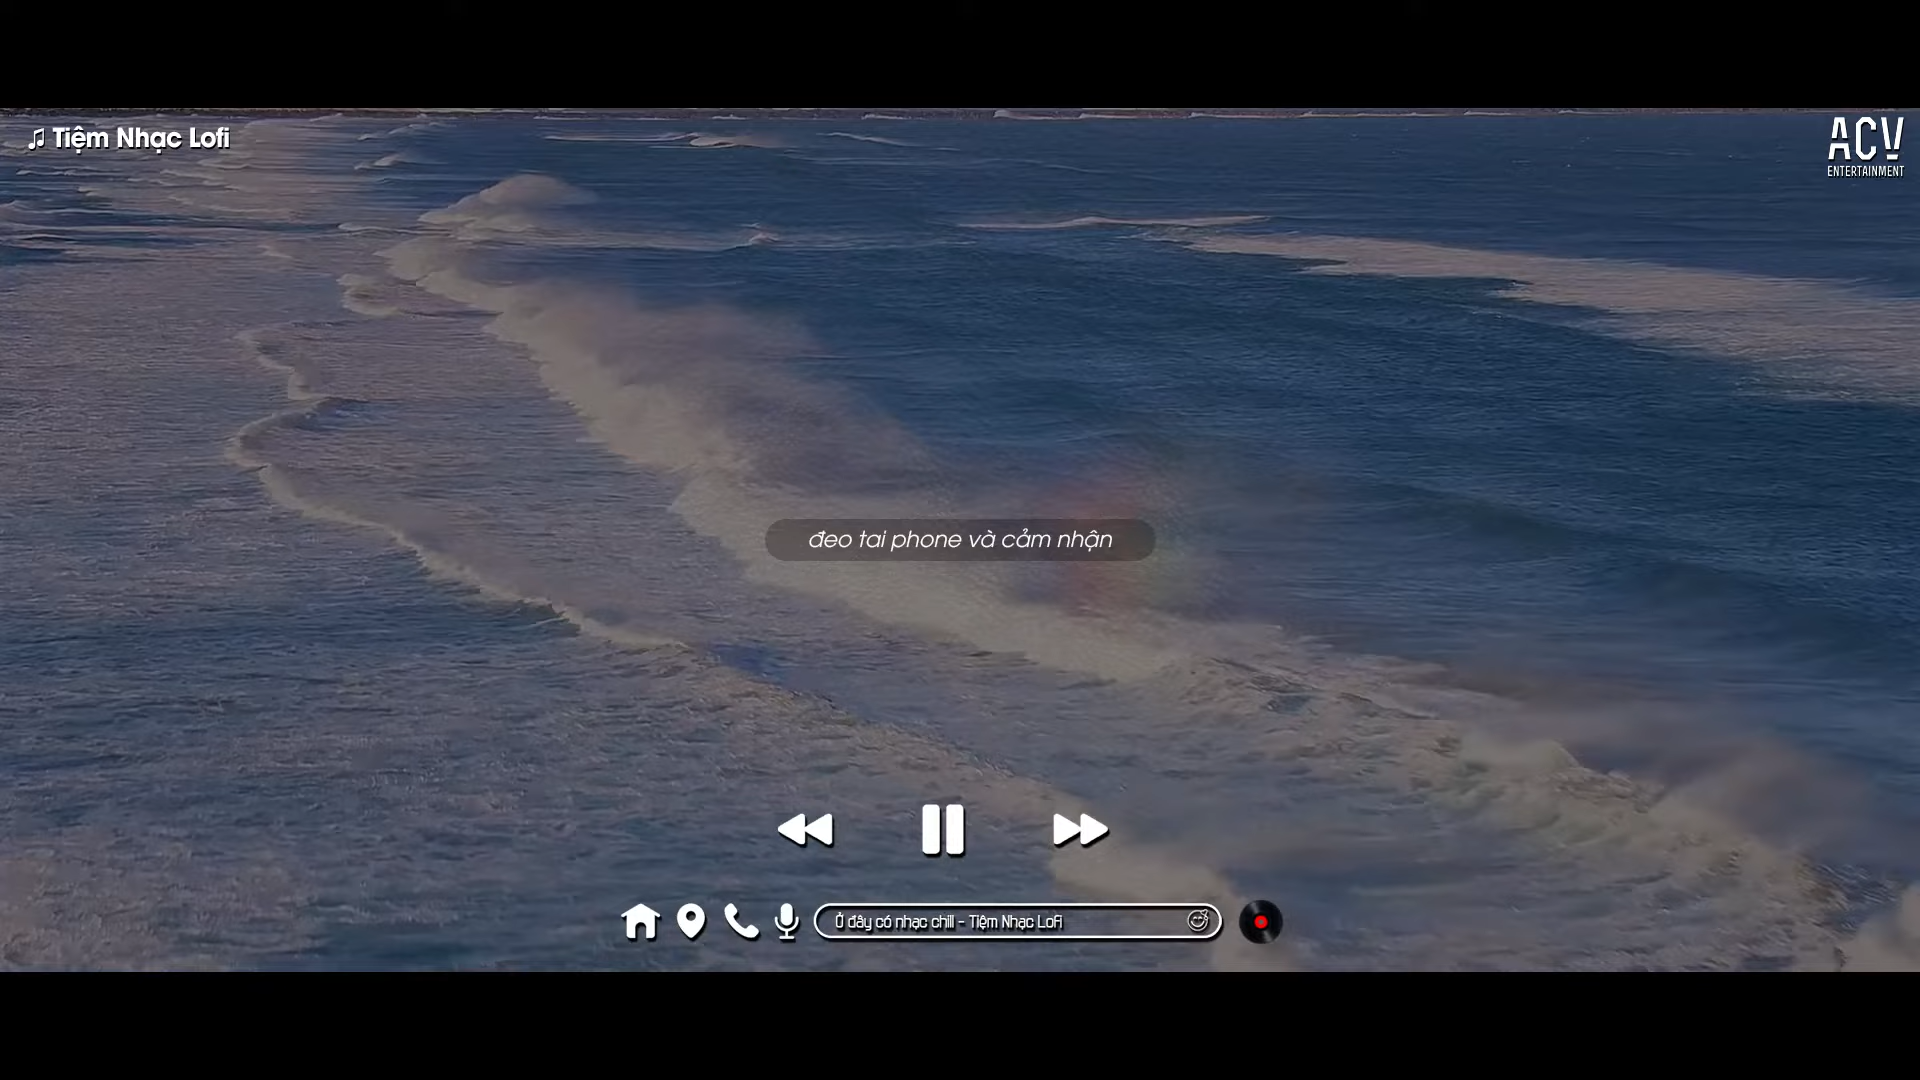 ♫ Tiệm Nhạc Lofi
ACV
ENTERTAINMENT
đeo tai phone và cảm nhận
Ở đây có nhạc chill - Tiệm Nhạc Lofi